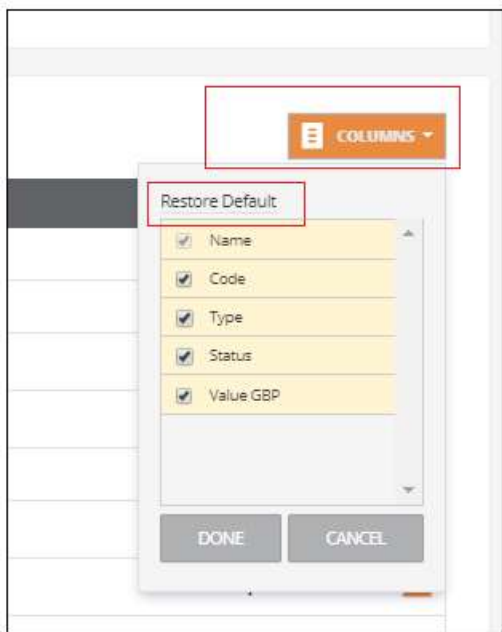 COLUMNS
Restore Default
Name
Code
Type
Status
Value GBP
DONE CANCEL